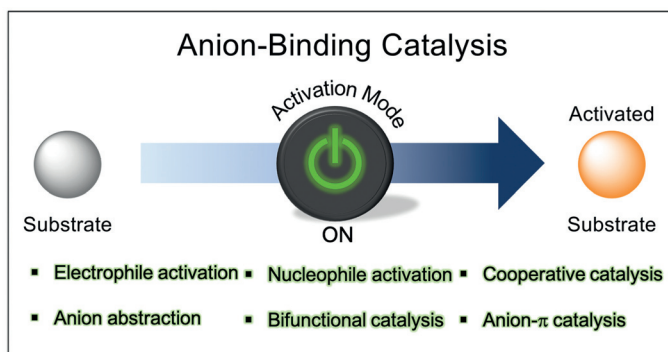 Anion-Binding Catalysis
Activation Mode
Activated
Substrate
Substrate
ON
▪ Electrophile activation ▪ Nucleophile activation ▪ Cooperative catalysis
▪ Anion abstraction ▪ Bifunctional catalysis ▪ Anion-π catalysis